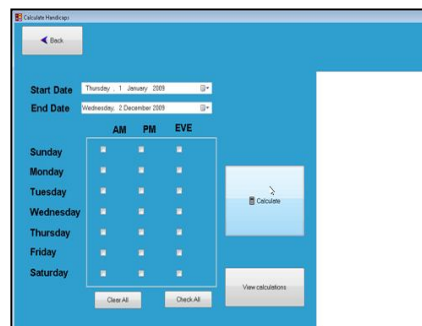 Calculate Handicaps
Back
Start Date Thursday , 1 January 2009
End Date Wednesday, 2 December 2009
AM PM EVE
Sunday
Monday
Tuesday
Wednesday
Thursday
Friday
Saturday
Calculate
Clear All Check All
View calculations